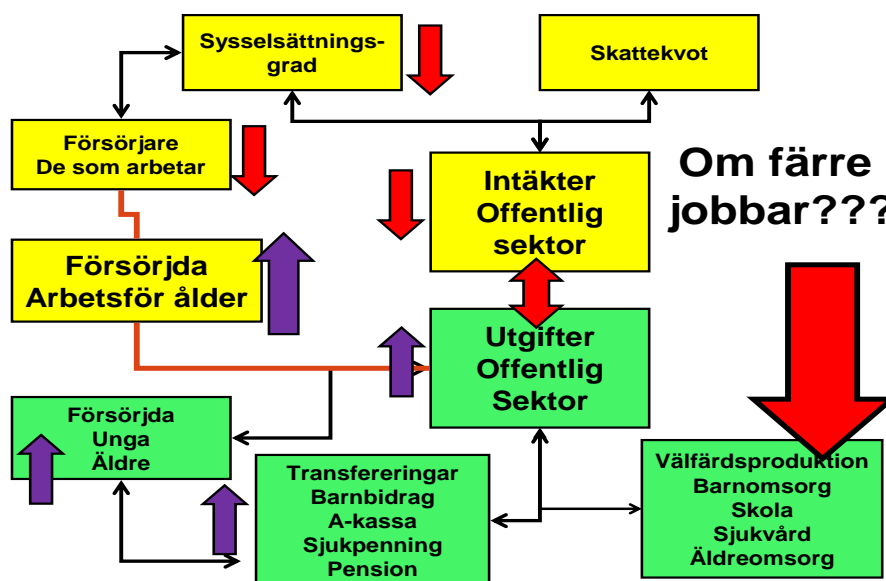 Sysselsättnings-
grad
Skattekvot
Försörjare
De som arbetar
Intäkter
Offentlig
sektor
Om färre
jobbar???
Försörjda
Arbetsför ålder
Utgifter
Offentlig
Sektor
Försörjda
Unga
Äldre
Transfereringar
Barnbidrag
A-kassa
Sjukpenning
Pension
Välfärdsproduktion
Barnomsorg
Skola
Sjukvård
Äldreomsorg